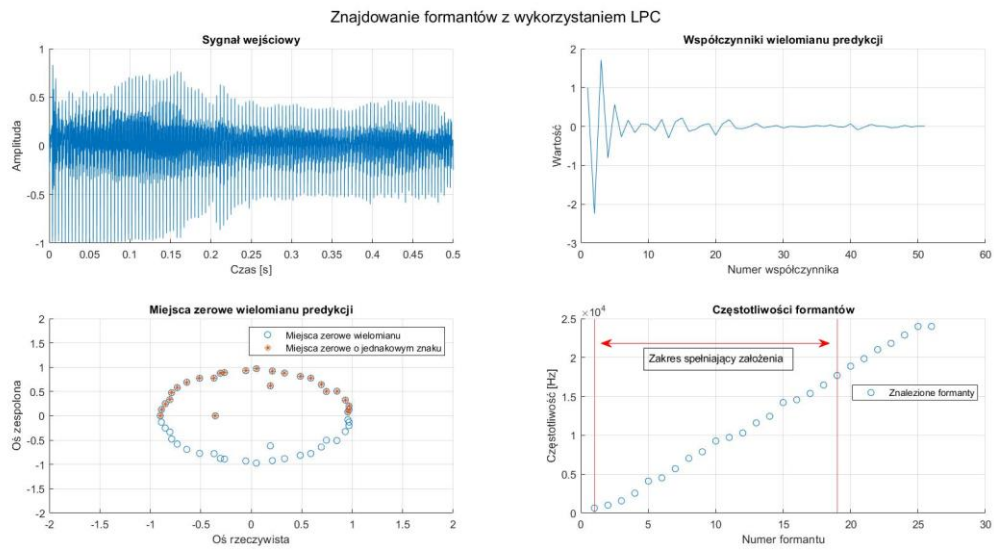 Znajdowanie formantów z wykorzystaniem LPC
Sygnał wejściowy
Amplituda
1
0.5
0
-0.5
-1
0 0.05 0.1 0.15 0.2 0.25 0.3 0.35 0.4 0.45 0.5
Czas [s]
Współczynniki wielomianu predykcji
Wartość
2
1
0
-1
-2
-3
0 10 20 30 40 50 60
Numer współczynnika
Miejsca zerowe wielomianu predykcji
Oś zespolona
Miejsca zerowe wielomianu
Miejsca zerowe o jednakowym znaku
2
1.5
1
0.5
0
-0.5
-1
-1.5
-2
-2 -1.5 -1 -0.5 0 0.5 1 1.5 2
Oś rzeczywista
Częstotliwości formantów
×10⁴
Częstotliwość [Hz]
2.5
2
1.5
1
0.5
0
Zakres spełniający założenia
Znalezione formanty
0 5 10 15 20 25 30
Numer formantu